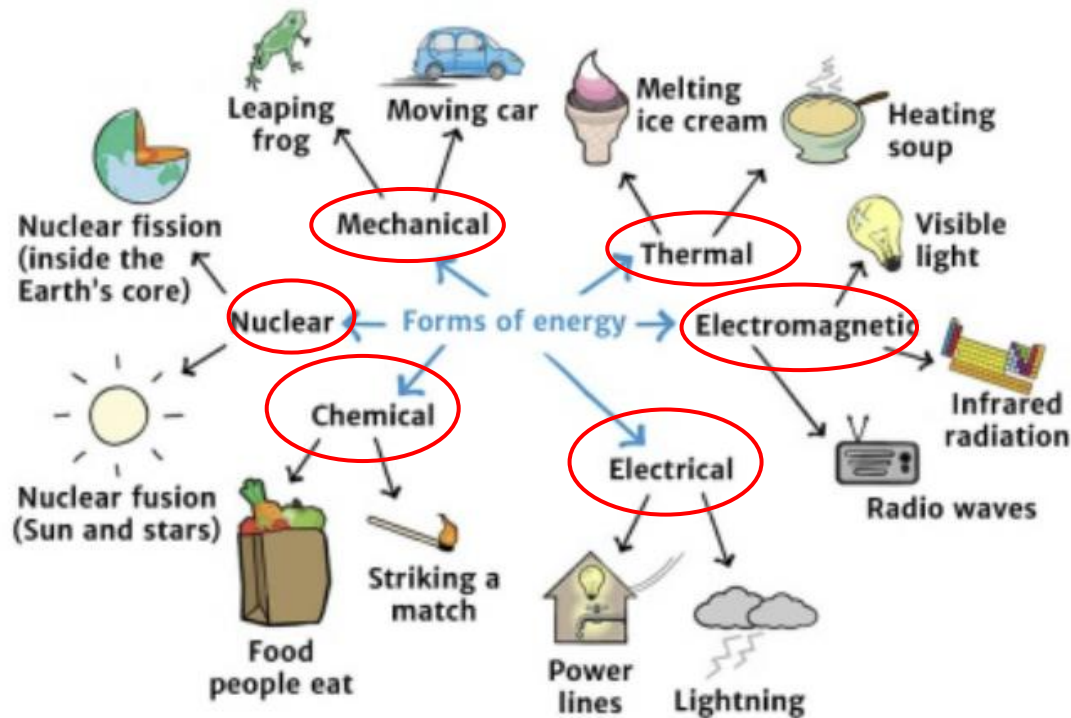 Leaping
frog
Moving car
Melting
ice cream
Heating
soup
Nuclear fission
(inside the
Earth's core)
Mechanical
Thermal
Visible
light
Nuclear
Forms of energy
Electromagnetic
Chemical
Infrared
radiation
Electrical
Nuclear fusion
(Sun and stars)
Radio waves
Striking a
match
Food
people eat
Power
lines
Lightning